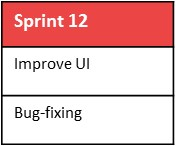 Sprint 12
Improve UI
Bug-fixing